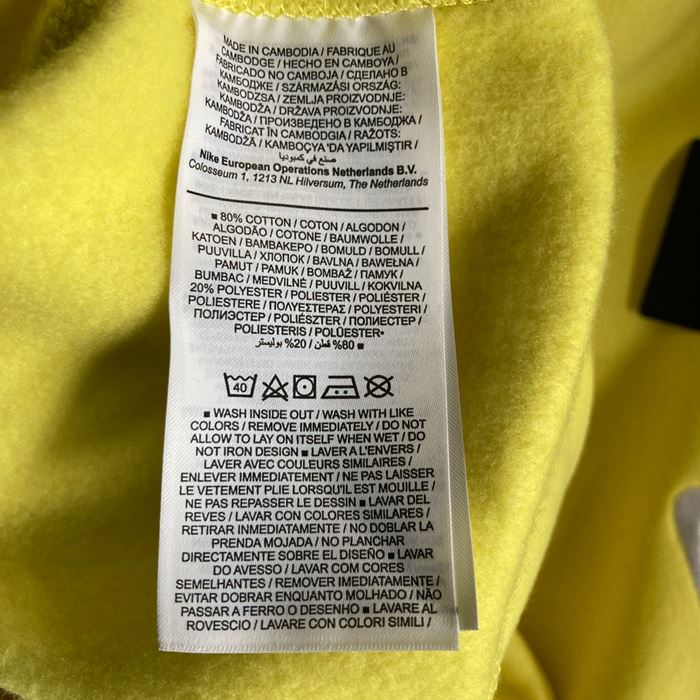 MADE IN CAMBODIA / FABRIQUE AU
CAMBODGE / HECHO EN CAMBOYA /
FABRICADO NO CAMBOJA / СДЕЛАНО В
КАМБОДЖЕ / SZÁRMAZÁSI ORSZÁG:
KAMBODZSA / ZEMLJA PROIZVODNJE:
KAMBODŽA / DRŽAVA PROIZVODNJE:
KAMBODŽA / ПРОИЗВЕДЕНО В КАМБОДЖА /
FABRICAT ÎN CAMBODGIA / RAŽOTS:
KAMBODŽĀ / KAMBOÇYA 'DA YAPILMIŞTIR /
صنع في كمبوديا
Nike European Operations Netherlands B.V.
Colosseum 1, 1213 NL Hilversum, The Netherlands
■ 80% COTTON / COTON / ALGODON /
ALGODÃO / COTONE / BAUMWOLLE /
KATOEN / ΒΑΜΒΑΚΕΡΟ / BOMULD / BOMULL /
PUUVILLA / ХЛОПОК / BAVLNA / BAWEŁNA /
PAMUT / PAMUK / BOMBAŽ / ПАМУК /
BUMBAC / MEDVILNĖ / PUUVILL / KOKVILNA
20% POLYESTER / POLIESTER / POLIÉSTER /
POLIESTERE / ΠΟΛΥΕΣΤΕΡΑΣ / POLYESTERI /
ПОЛИЭСТЕР / POLIÉSZTER / ПОЛИЕСТЕР /
POLIESTERIS / POLÜESTER▪
■ 80% قطن / 20% بوليستر
40
■ WASH INSIDE OUT / WASH WITH LIKE
COLORS / REMOVE IMMEDIATELY / DO NOT
ALLOW TO LAY ON ITSELF WHEN WET / DO
NOT IRON DESIGN ■ LAVER A L'ENVERS /
LAVER AVEC COULEURS SIMILAIRES /
ENLEVER IMMEDIATEMENT / NE PAS LAISSER
LE VETEMENT PLIE LORSQU'IL EST MOUILLE /
NE PAS REPASSER LE DESSIN ■ LAVAR DEL
REVES / LAVAR CON COLORES SIMILARES /
RETIRAR INMEDIATAMENTE / NO DOBLAR LA
PRENDA MOJADA / NO PLANCHAR
DIRECTAMENTE SOBRE EL DISEÑO ■ LAVAR
DO AVESSO / LAVAR COM CORES
SEMELHANTES / REMOVER IMEDIATAMENTE /
EVITAR DOBRAR ENQUANTO MOLHADO / NÃO
PASSAR A FERRO O DESENHO ■ LAVARE AL
ROVESCIO / LAVARE CON COLORI SIMILI /